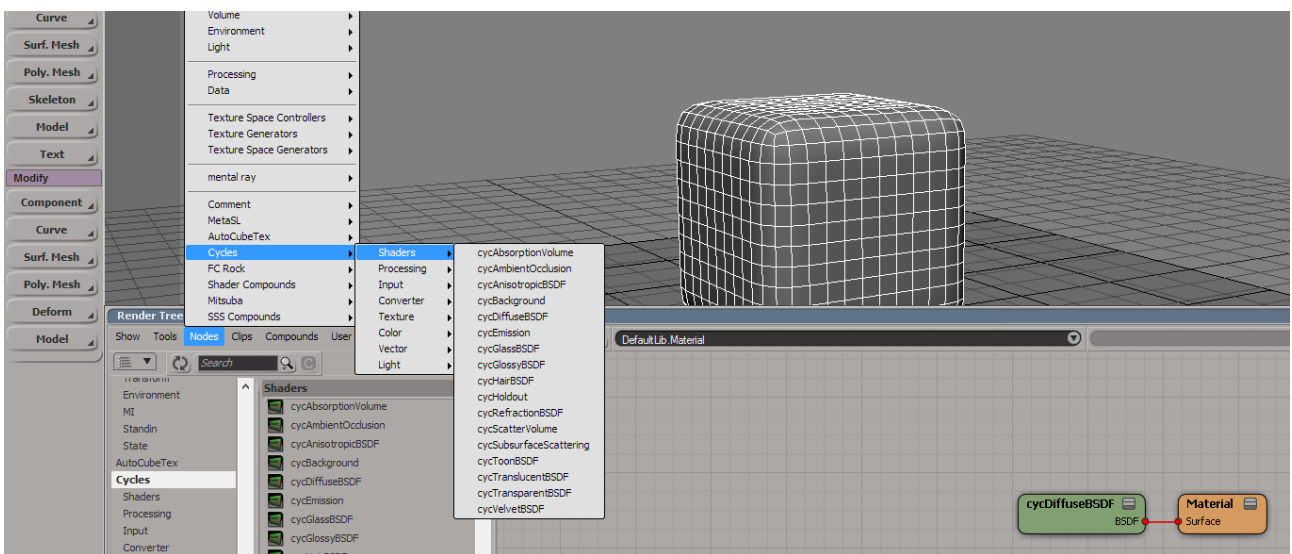 Curve
Surf. Mesh
Poly. Mesh
Skeleton
Model
Text
Modify
Component
Curve
Surf. Mesh
Poly. Mesh
Deform
Model
Volume
Environment
Light
Processing
Data
Texture Space Controllers
Texture Generators
Texture Space Generators
mental ray
Comment
MetaSL
AutoCubeTex
Cycles
FC Rock
Shader Compounds
Mitsuba
SSS Compounds
Shaders
Processing
Input
Converter
Texture
Color
Vector
Light
cycAbsorptionVolume
cycAmbientOcclusion
cycAnisotropicBSDF
cycBackground
cycDiffuseBSDF
cycEmission
cycGlassBSDF
cycGlossyBSDF
cycHairBSDF
cycHoldout
cycRefractionBSDF
cycScatterVolume
cycSubsurfaceScattering
cycToonBSDF
cycTranslucentBSDF
cycTransparentBSDF
cycVelvetBSDF
Render Tree
Show Tools Nodes Clips Compounds User
DefaultLib.Material
Search
C
Transform
Environment
MI
Standin
State
AutoCubeTex
Cycles
Shaders
Processing
Input
Converter
Shaders
cycAbsorptionVolume
cycAmbientOcclusion
cycAnisotropicBSDF
cycBackground
cycDiffuseBSDF
cycEmission
cycGlassBSDF
cycGlossyBSDF
cycDiffuseBSDF
BSDF
Material
Surface